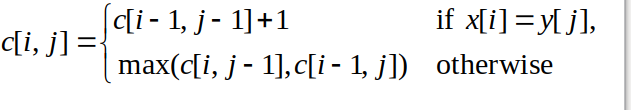 c[i, j] = { c[i - 1, j - 1]+1 if x[i]=y[j],
max(c[i, j - 1],c[i - 1, j]) otherwise